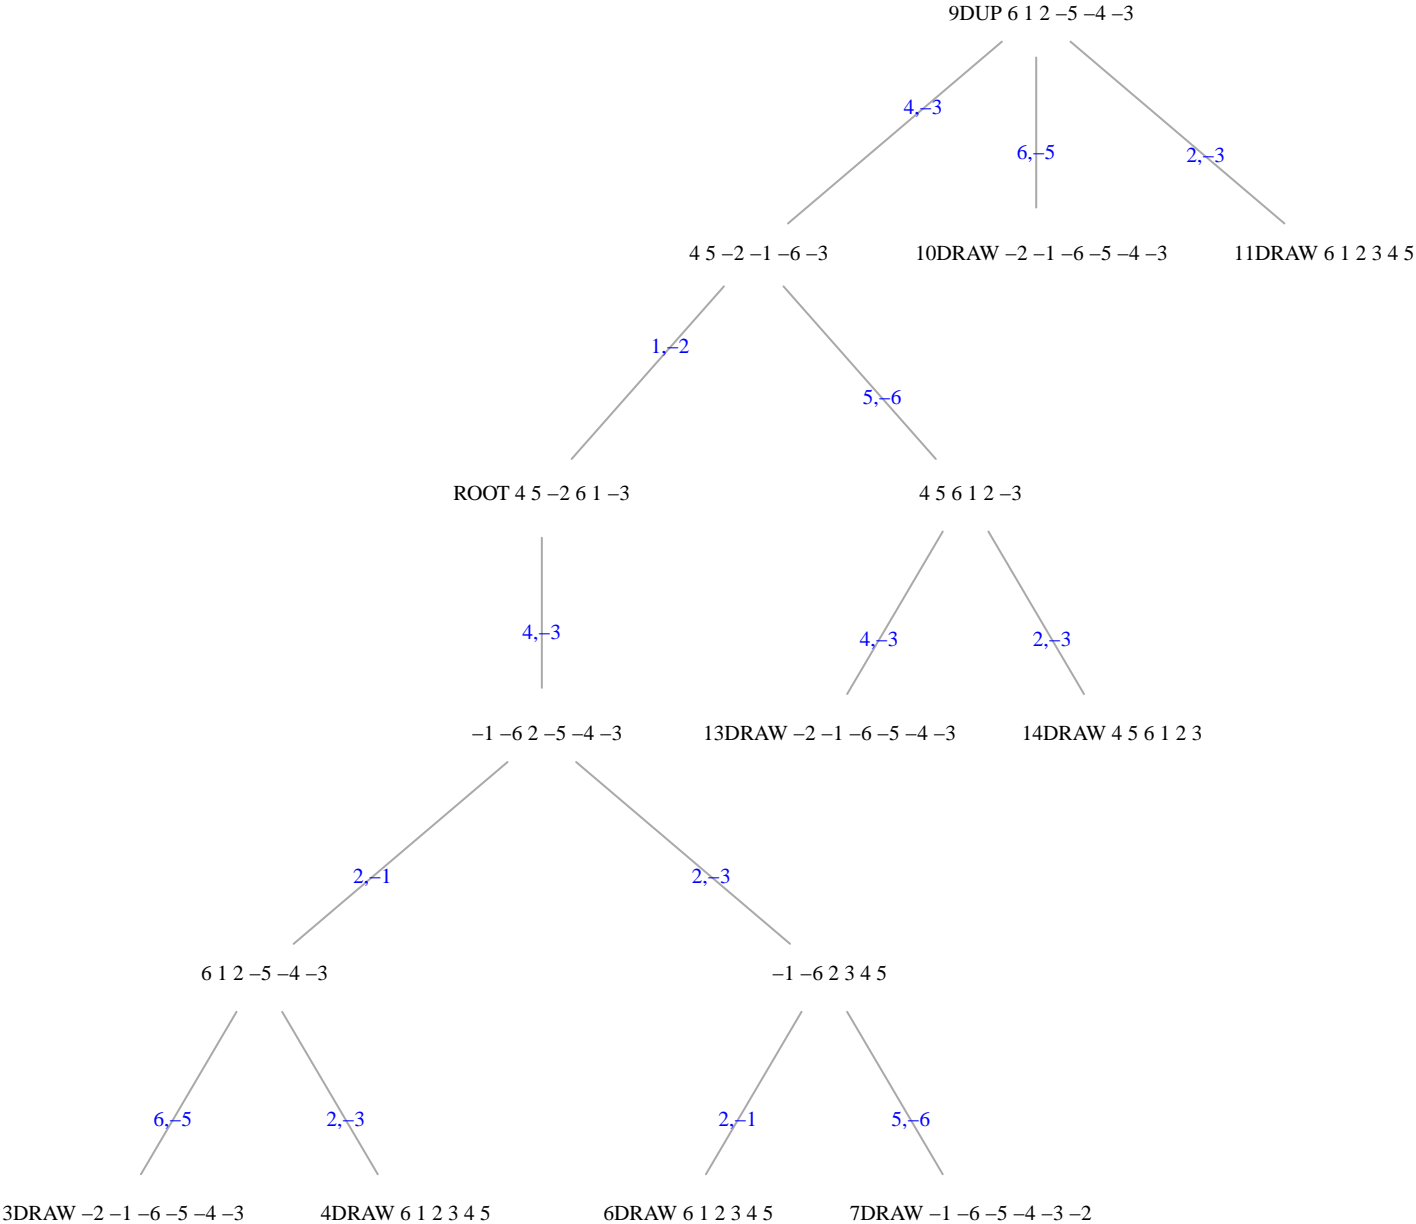 9DUP 6 1 2 –5 –4 –3
4,–3
6,–5
2,–3
4 5 –2 –1 –6 –3
10DRAW –2 –1 –6 –5 –4 –3
11DRAW 6 1 2 3 4 5
1,–2
5,–6
ROOT 4 5 –2 6 1 –3
4 5 6 1 2 –3
4,–3
4,–3
2,–3
–1 –6 2 –5 –4 –3
13DRAW –2 –1 –6 –5 –4 –3
14DRAW 4 5 6 1 2 3
2,–1
2,–3
6 1 2 –5 –4 –3
–1 –6 2 3 4 5
6,–5
2,–3
2,–1
5,–6
3DRAW –2 –1 –6 –5 –4 –3
4DRAW 6 1 2 3 4 5
6DRAW 6 1 2 3 4 5
7DRAW –1 –6 –5 –4 –3 –2